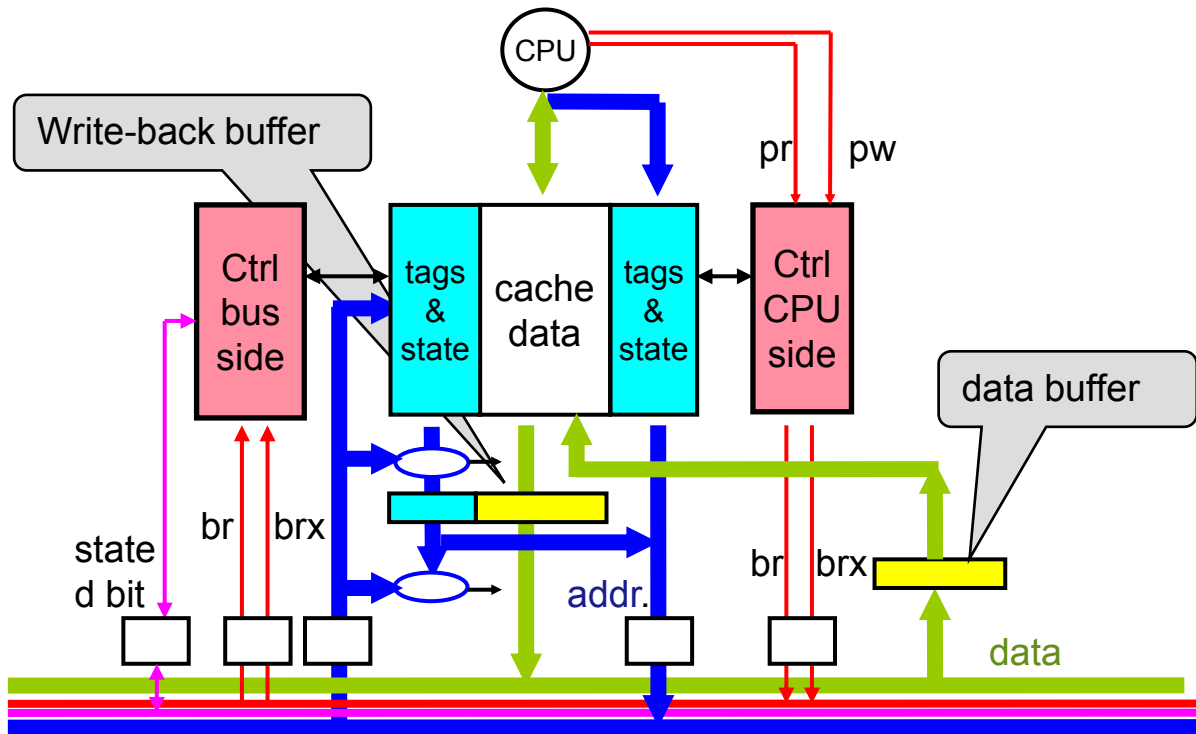 CPU
Write-back buffer
pr
pw
Ctrl
bus
side
tags
&
state
cache
data
tags
&
state
Ctrl
CPU
side
data buffer
br
brx
state
d bit
addr.
br
brx
data